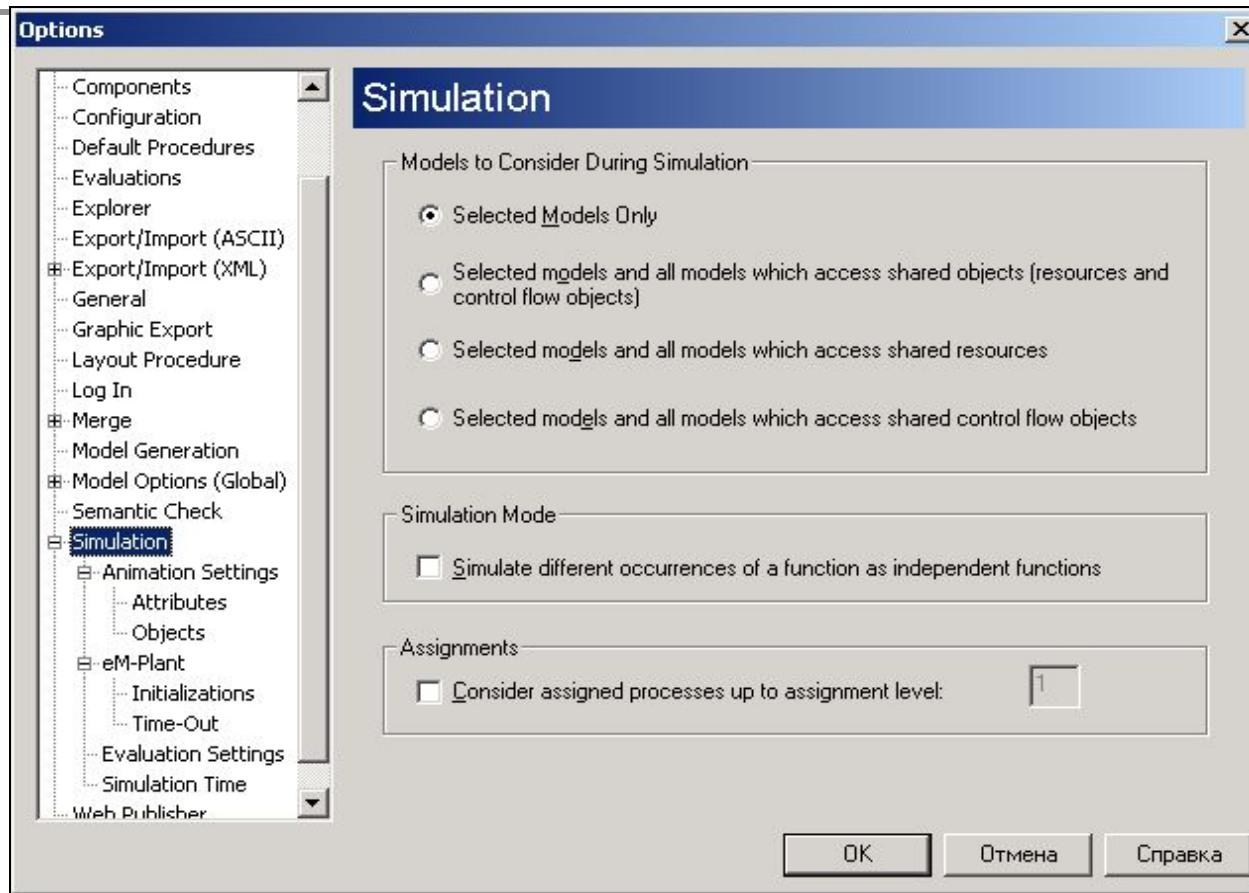 Options
Components
Configuration
Default Procedures
Evaluations
Explorer
Export/Import (ASCII)
Export/Import (XML)
General
Graphic Export
Layout Procedure
Log In
Merge
Model Generation
Model Options (Global)
Semantic Check
Simulation
Animation Settings
Attributes
Objects
eM-Plant
Initializations
Time-Out
Evaluation Settings
Simulation Time
Web Publisher
Simulation
Models to Consider During Simulation
Selected Models Only
Selected models and all models which access shared objects (resources and
control flow objects)
Selected models and all models which access shared resources
Selected models and all models which access shared control flow objects
Simulation Mode
Simulate different occurrences of a function as independent functions
Assignments
Consider assigned processes up to assignment level:
1
OK
Отмена
Справка